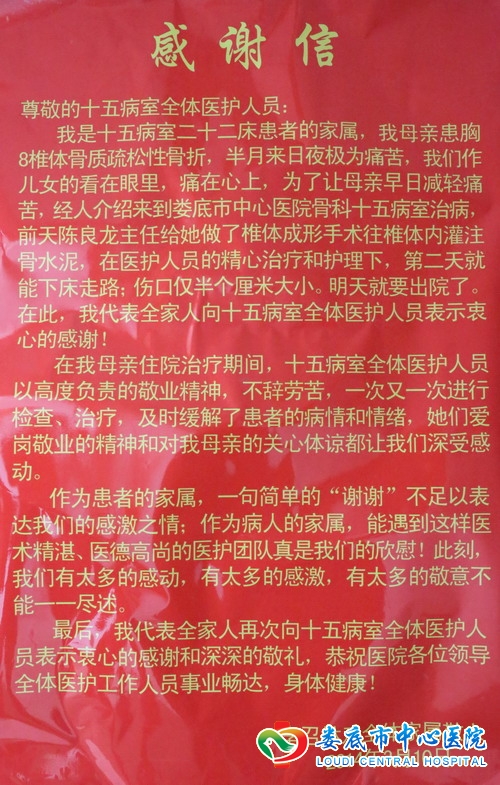 感谢信
尊敬的十五病室全体医护人员：
我是十五病室二十二床患者的家属，我母亲患胸
8椎体骨质疏松性骨折，半月来日夜极为痛苦，我们作
儿女的看在眼里，痛在心上，为了让母亲早日减轻痛
苦，经人介绍来到娄底市中心医院骨科十五病室治病，
前天陈良龙主任给她做了椎体成形手术往椎体内灌注
骨水泥，在医护人员的精心治疗和护理下，第二天就
能下床走路；伤口仅半个厘米大小。明天就要出院了。
在此，我代表全家人向十五病室全体医护人员表示衷
心的感谢！
在我母亲住院治疗期间，十五病室全体医护人员
以高度负责的敬业精神，不辞劳苦，一次又一次进行
检查、治疗，及时缓解了患者的病情和情绪，她们爱
岗敬业的精神和对我母亲的关心体谅都让我们深受感
动。
作为患者的家属，一句简单的“谢谢”不足以表
达我们的感激之情；作为病人的家属，能遇到这样医
术精湛、医德高尚的医护团队真是我们的欣慰！此刻，
我们有太多的感动，有太多的感激，有太多的敬意不
能一一尽述。
最后，我代表全家人再次向十五病室全体医护人
员表示衷心的感谢和深深的敬礼，恭祝医院各位领导
全体医护工作人员事业畅达，身体健康！
娄底市中心医院
LOUDI CENTRAL HOSPITAL